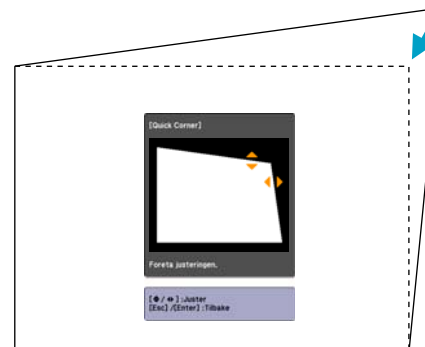 [Quick Corner]
Foreta justeringen.
[ / ] :Juster
[Esc] /[Enter] :Tilbake